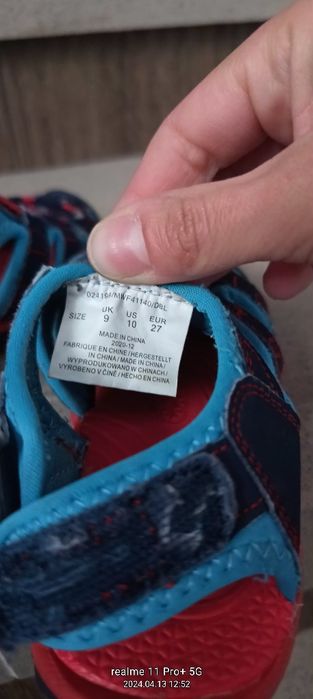 SIZE UK 9 US 10 EUR 27
MADE IN CHINA
2020-12
FABRIQUE EN CHINE / HERGESTELLT
IN CHINA / MADE IN CHINA /
WYPRODUKOWANO W CHINACH /
VYROBENO V ČÍNĚ / HECHO EN CHINA
realme 11 Pro+ 5G
2024.04.13 12:52